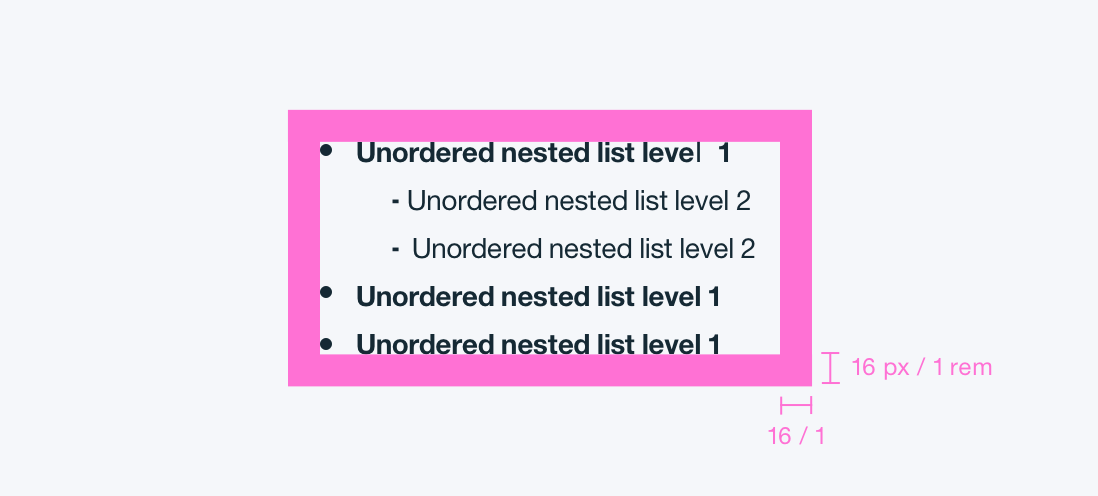 • Unordered nested list level 1
- Unordered nested list level 2
- Unordered nested list level 2
• Unordered nested list level 1
• Unordered nested list level 1
16 px / 1 rem
16 / 1